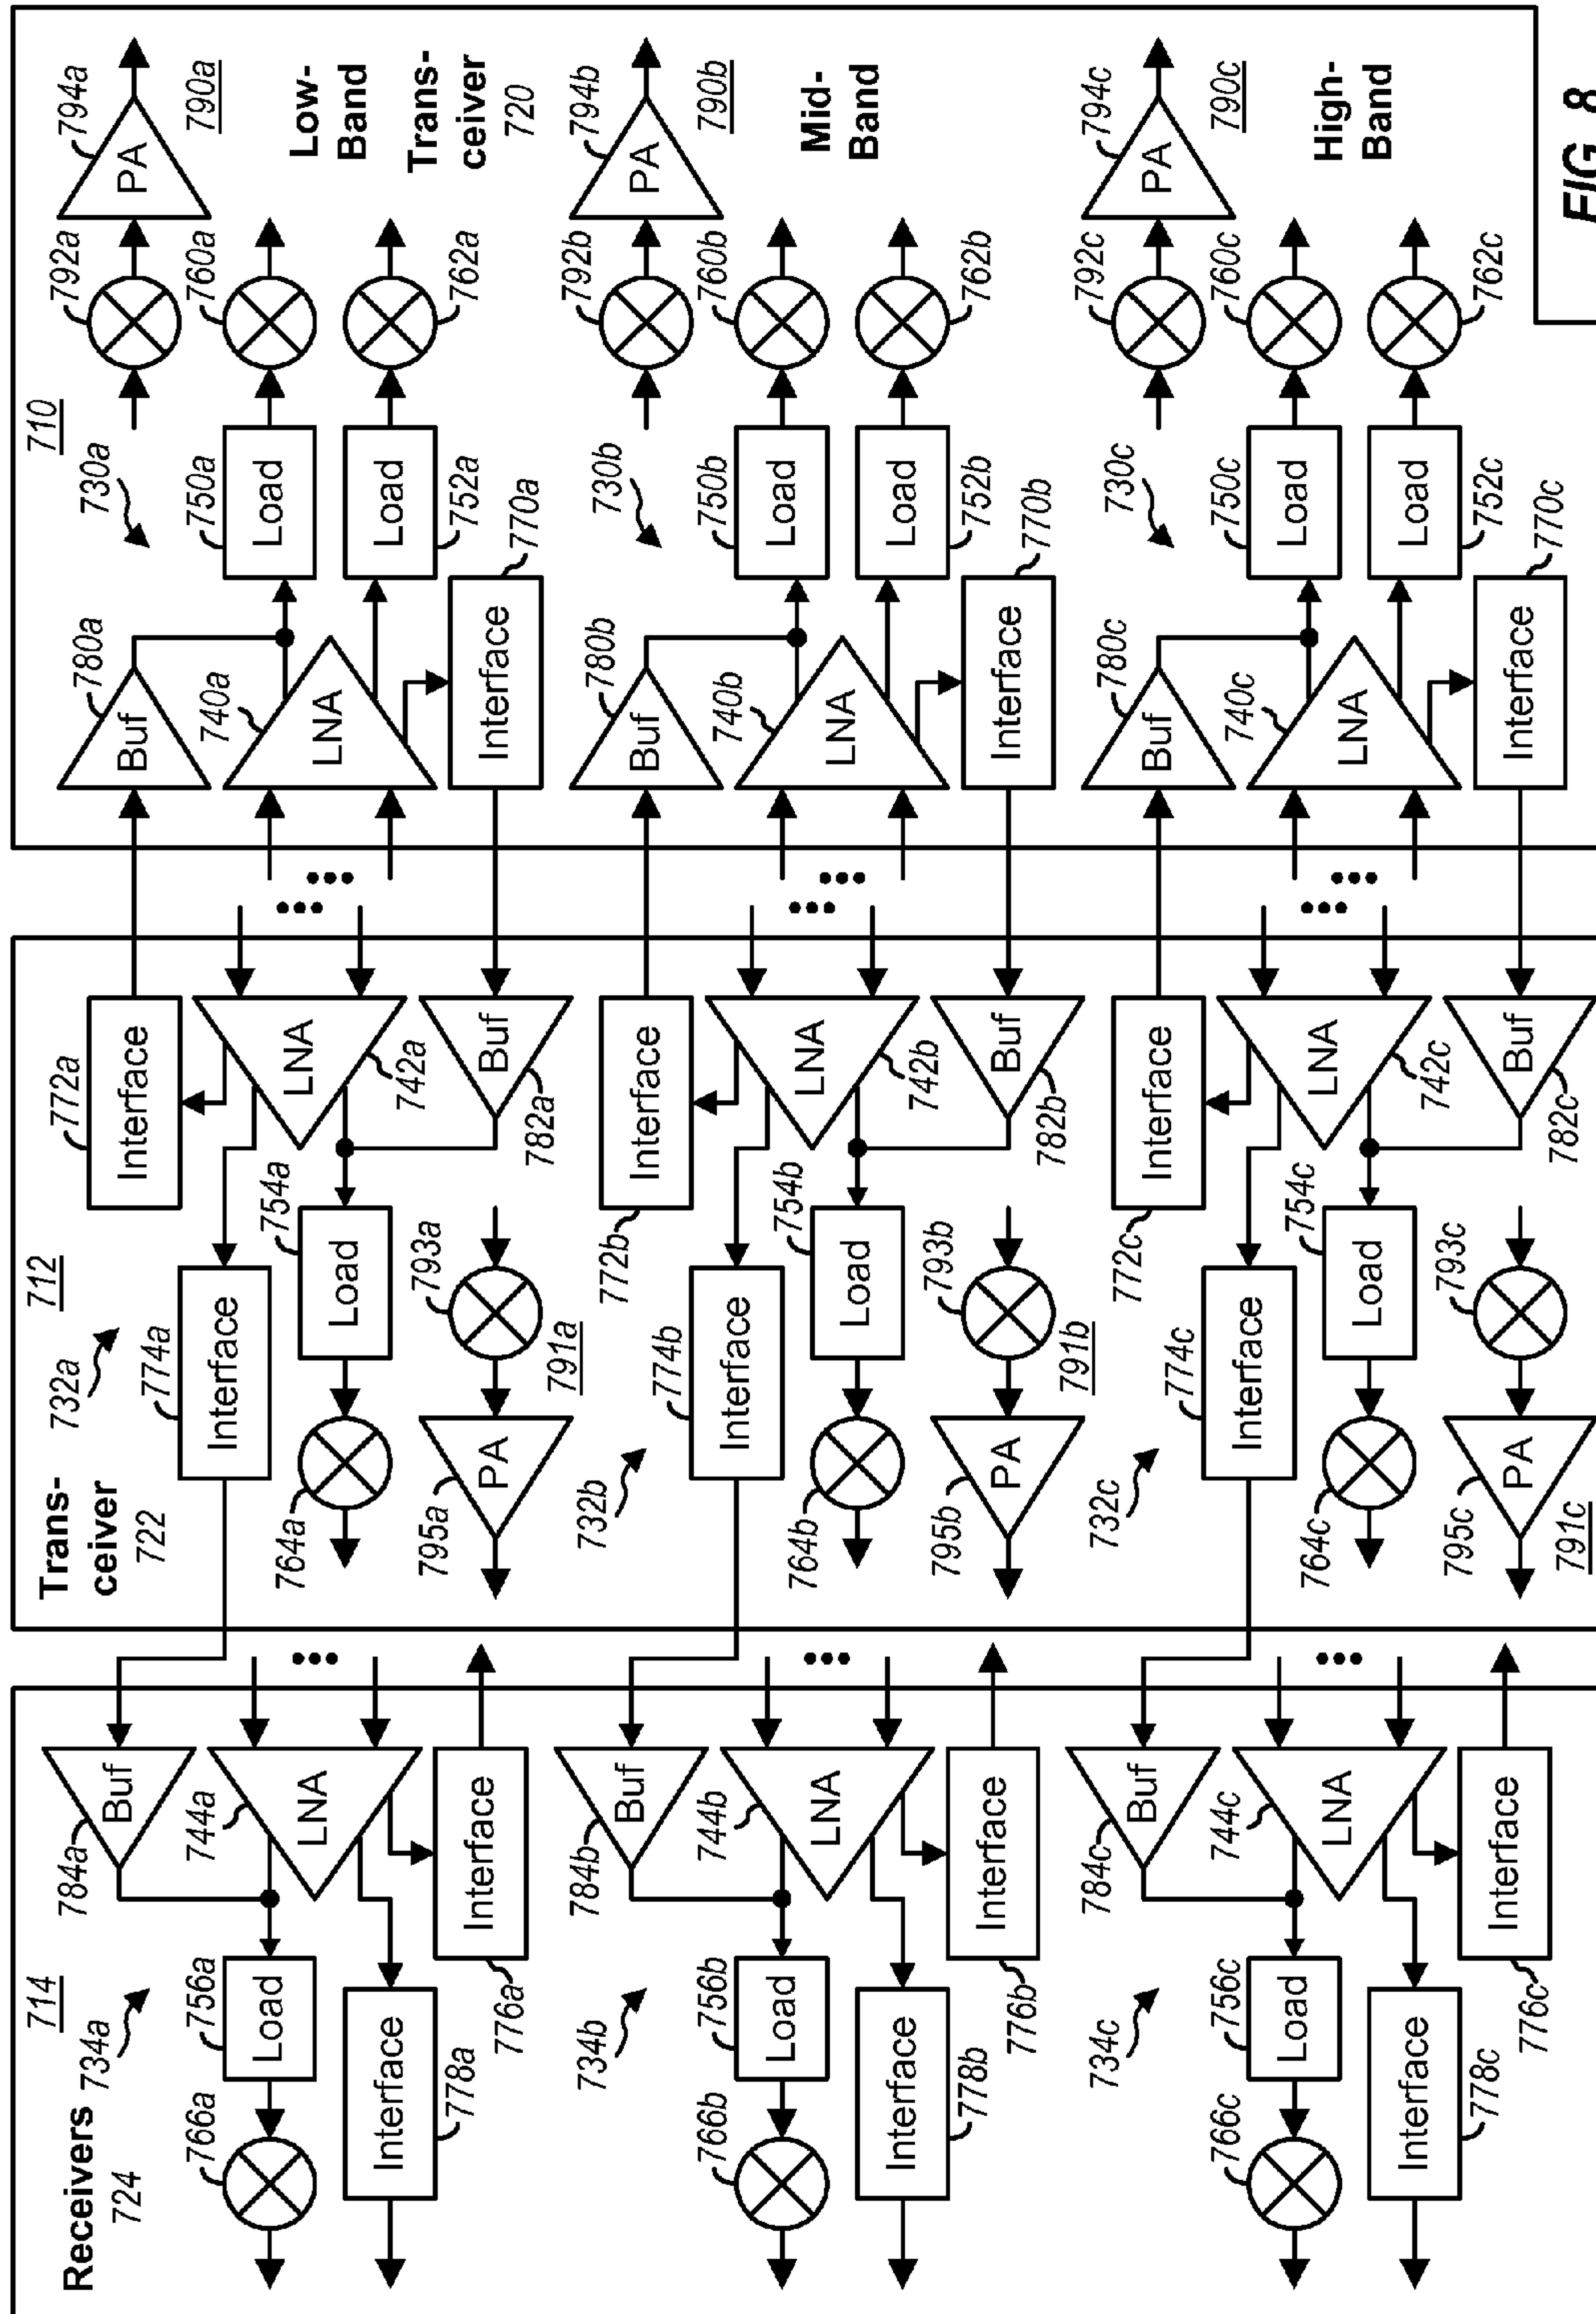 Receivers
724
714
734a
766a
756a
Load
784a
Buf
744a
LNA
Interface
778a
Interface
776a
734b
766b
756b
Load
784b
Buf
744b
LNA
Interface
778b
Interface
776b
734c
766c
756c
Load
784c
Buf
744c
LNA
Interface
778c
Interface
776c
Trans-
ceiver
722
712
732a
774a
Interface
772a
Interface
LNA
742a
764a
754a
Load
795a
PA
793a
791a
Buf
782a
732b
774b
Interface
772b
Interface
LNA
742b
764b
754b
Load
795b
PA
793b
791b
Buf
782b
732c
774c
Interface
772c
Interface
LNA
742c
764c
754c
Load
795c
PA
793c
791c
Buf
782c
710
730a
780a
Buf
792a
794a
PA
790a
740a
LNA
750a
Load
760a
752a
Load
762a
Interface
770a
Low-
Band
Trans-
ceiver
720
730b
780b
Buf
792b
794b
PA
790b
740b
LNA
750b
Load
760b
752b
Load
762b
Interface
770b
Mid-
Band
730c
780c
Buf
792c
794c
PA
790c
740c
LNA
750c
Load
760c
752c
Load
762c
Interface
770c
High-
Band
FIG. 8